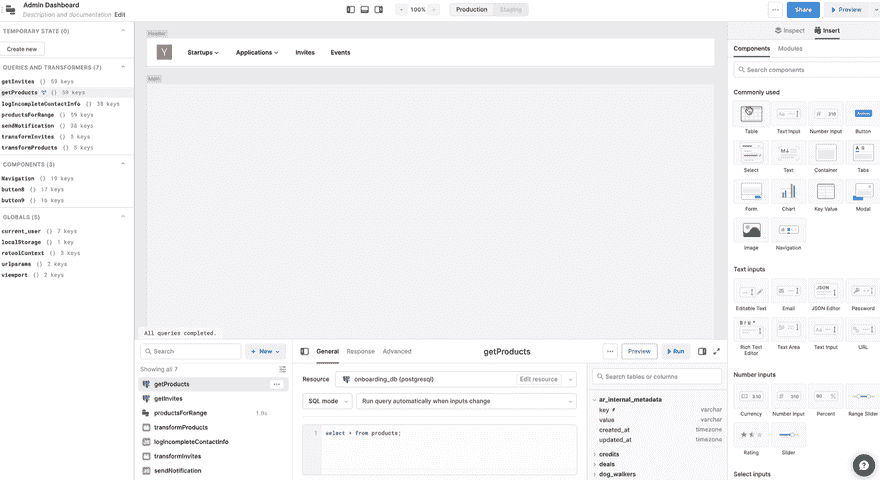 Admin Dashboard
Description and documentation Edit
100%
Production Staging
Share
Preview
TEMPORARY STATE (0)
Create new
QUERIES AND TRANSFORMERS (7)
getInvites {} 59 keys
getProducts {} 59 keys
logIncompleteContactInfo {} 38 keys
productsForRange {} 59 keys
sendNotification {} 38 keys
transformInvites {} 5 keys
transformProducts {} 5 keys
COMPONENTS (3)
Navigation {} 19 keys
button8 {} 17 keys
button9 {} 16 keys
GLOBALS (5)
current_user {} 7 keys
localStorage {} 1 key
retoolContext {} 3 keys
urlparams {} 2 keys
viewport {} 2 keys
Header
Y
Startups
Applications
Invites
Events
Main
All queries completed.
Search
+ New
Showing all 7
getProducts
getInvites
productsForRange 1.9s
transformProducts
logIncompleteContactInfo
transformInvites
sendNotification
General
Response
Advanced
getProducts
Preview
Run
Resource
onboarding_db (postgresql)
Edit resource
SQL mode
Run query automatically when inputs change
1 select * from products;
Search tables or columns
ar_internal_metadata
key varchar
value varchar
created_at timezone
updated_at timezone
credits
deals
dog_walkers
Inspect
Insert
Components
Modules
Search components
Commonly used
Table
Text Input
Number Input
Button
Select
Text
Container
Tabs
Form
Chart
Key Value
Modal
Image
Navigation
Text inputs
Editable Text
Email
JSON Editor
Password
Rich Text Editor
Text Area
Text Input
URL
Number inputs
Currency
Number Input
Percent
Range Slider
Rating
Slider
Select inputs